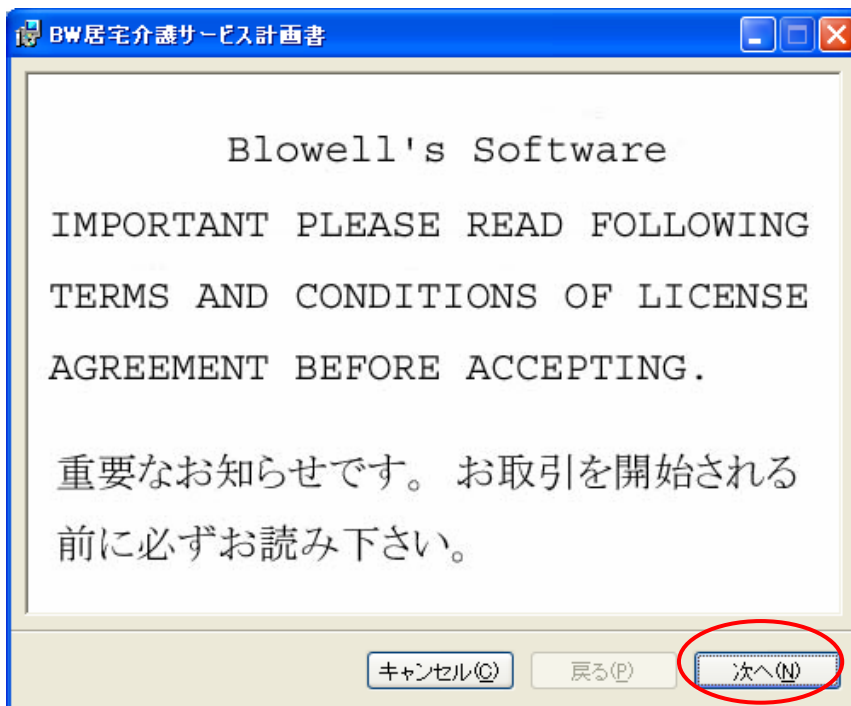 BW居宅介護サービス計画書
Blowell's Software
IMPORTANT PLEASE READ FOLLOWING
TERMS AND CONDITIONS OF LICENSE
AGREEMENT BEFORE ACCEPTING.
重要なお知らせです。 お取引を開始される
前に必ずお読み下さい。
キャンセル(C) 戻る(P) 次へ(N)